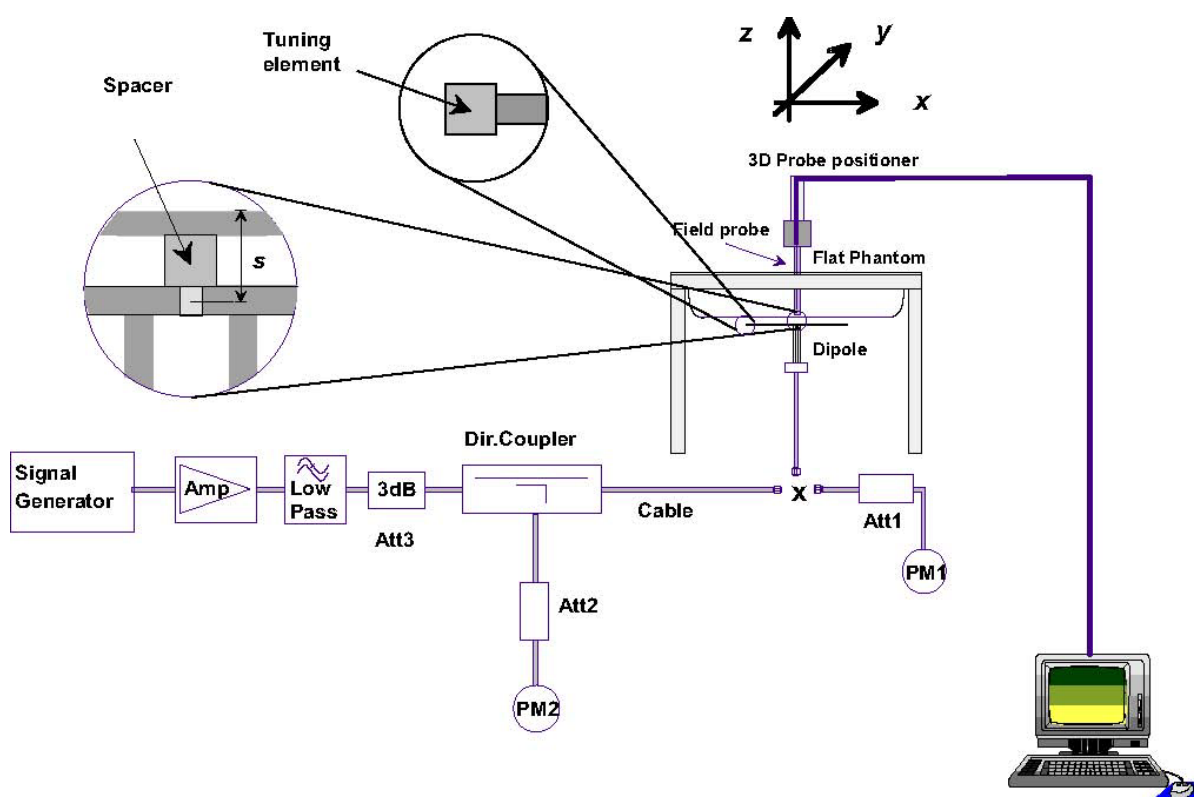 z
y
x
Tuning
element
Spacer
s
3D Probe positioner
Field probe
Flat Phantom
Dipole
Dir.Coupler
Signal
Generator
Amp
Low
Pass
3dB
Att3
Cable
x
Att1
PM1
Att2
PM2